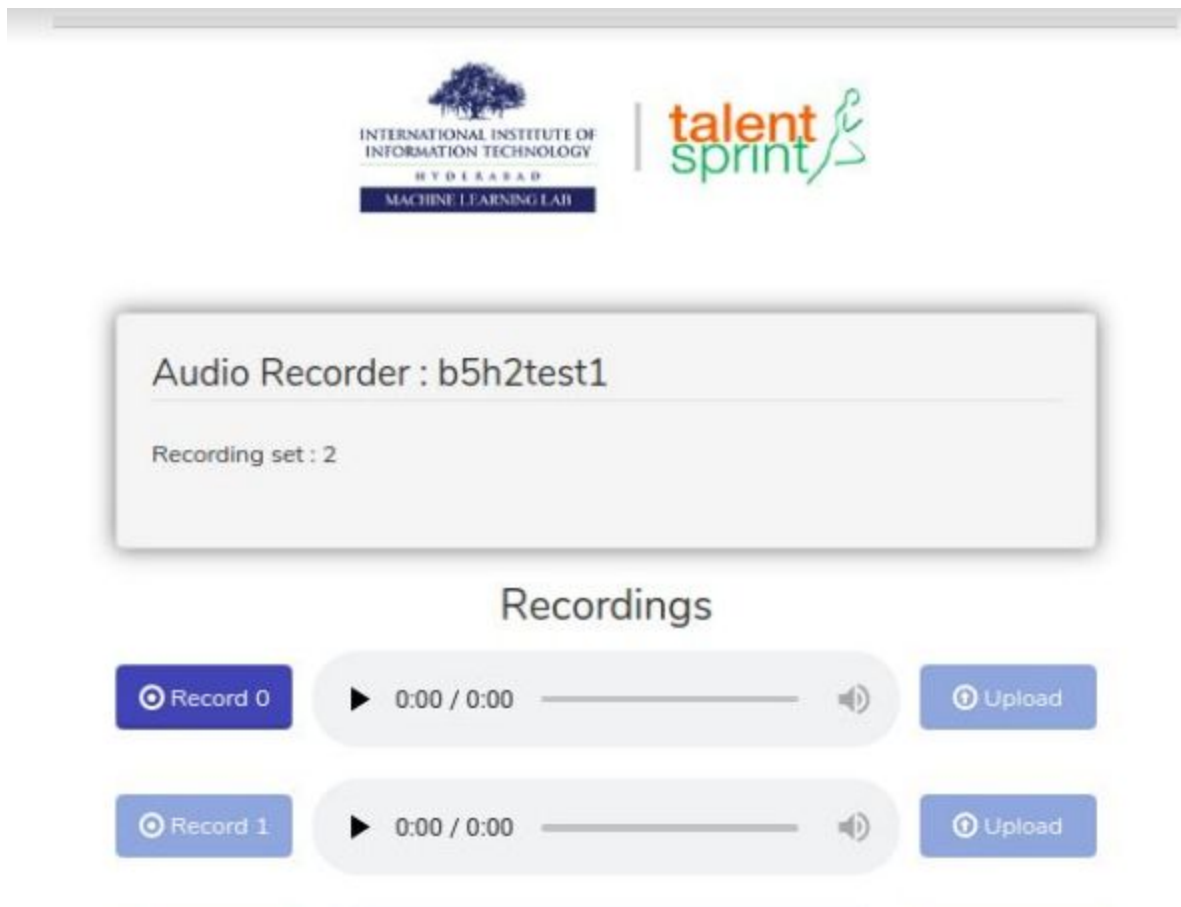 INTERNATIONAL INSTITUTE OF
INFORMATION TECHNOLOGY
HYDERABAD
MACHINE LEARNING LAB
talent
sprint
Audio Recorder : b5h2test1
Recording set : 2
Recordings
Record 0 0:00 / 0:00 Upload
Record 1 0:00 / 0:00 Upload